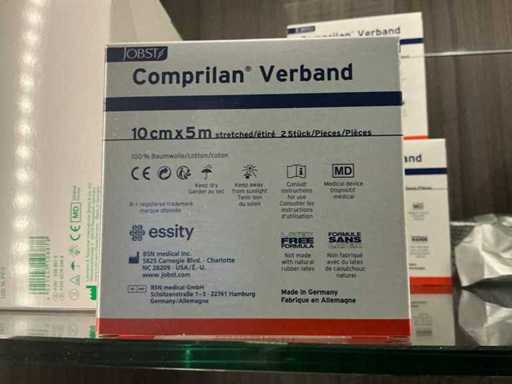 JOBST
Comprilan® Verband
10 cm x 5 m stretched/étiré 2 Stück/Pieces/Pièces
100% Baumwolle/Cotton/coton
CE
Keep dry
Garder au sec
Keep away
from sunlight
Tenir loin
du soleil
Consult
instructions
for use
Consulter les
instructions
d'utilisation
MD
Medical device
Dispositif
médical
® = registered trademark
marque déposée
essity
BSN medical Inc.
5825 Carnegie Blvd. - Charlotte
NC 28209 - USA/É.-U.
www.jobst.com
BSN medical GmbH
Schützenstraße 1-3 - 22761 Hamburg
Germany/Allemagne
LATEX
FREE
FORMULA
Not made
with natural
rubber latex
FORMULE
SANS
LATEX
Non fabriqué
avec du latex
de caoutchouc
naturel
Made in Germany
Fabriqué en Allemagne
Comprilan® Verband
Verband
MD